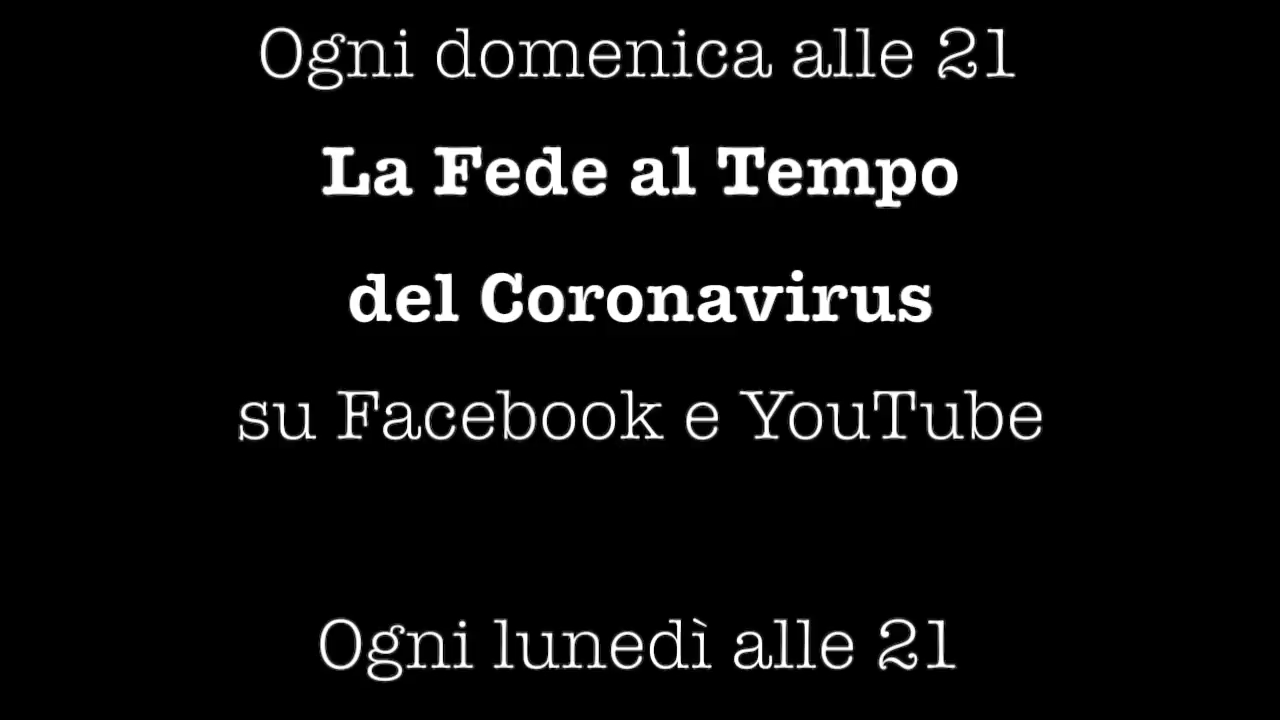 Ogni domenica alle 21
La Fede al Tempo
del Coronavirus
su Facebook e YouTube
Ogni lunedì alle 21